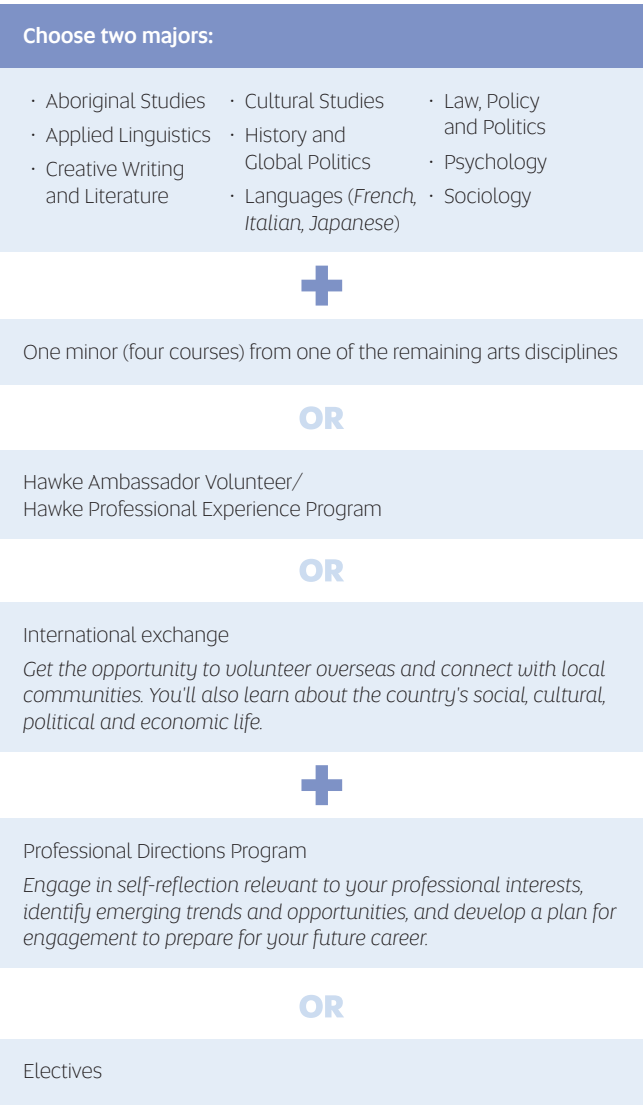 Choose two majors:
· Aboriginal Studies
· Applied Linguistics
· Creative Writing
and Literature
· Cultural Studies
· History and
Global Politics
· Languages (French,
Italian, Japanese)
· Law, Policy
and Politics
· Psychology
· Sociology
One minor (four courses) from one of the remaining arts disciplines
OR
Hawke Ambassador Volunteer/
Hawke Professional Experience Program
OR
International exchange
Get the opportunity to volunteer overseas and connect with local
communities. You'll also learn about the country's social, cultural,
political and economic life.
Professional Directions Program
Engage in self-reflection relevant to your professional interests,
identify emerging trends and opportunities, and develop a plan for
engagement to prepare for your future career.
OR
Electives